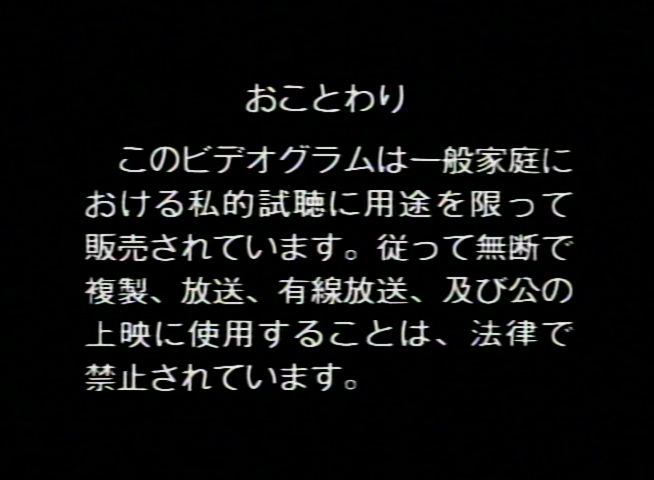 おことわり
このビデオグラムは一般家庭に
おける私的試聴に用途を限って
販売されています。従って無断で
複製、放送、有線放送、及び公の
上映に使用することは、法律で
禁止されています。